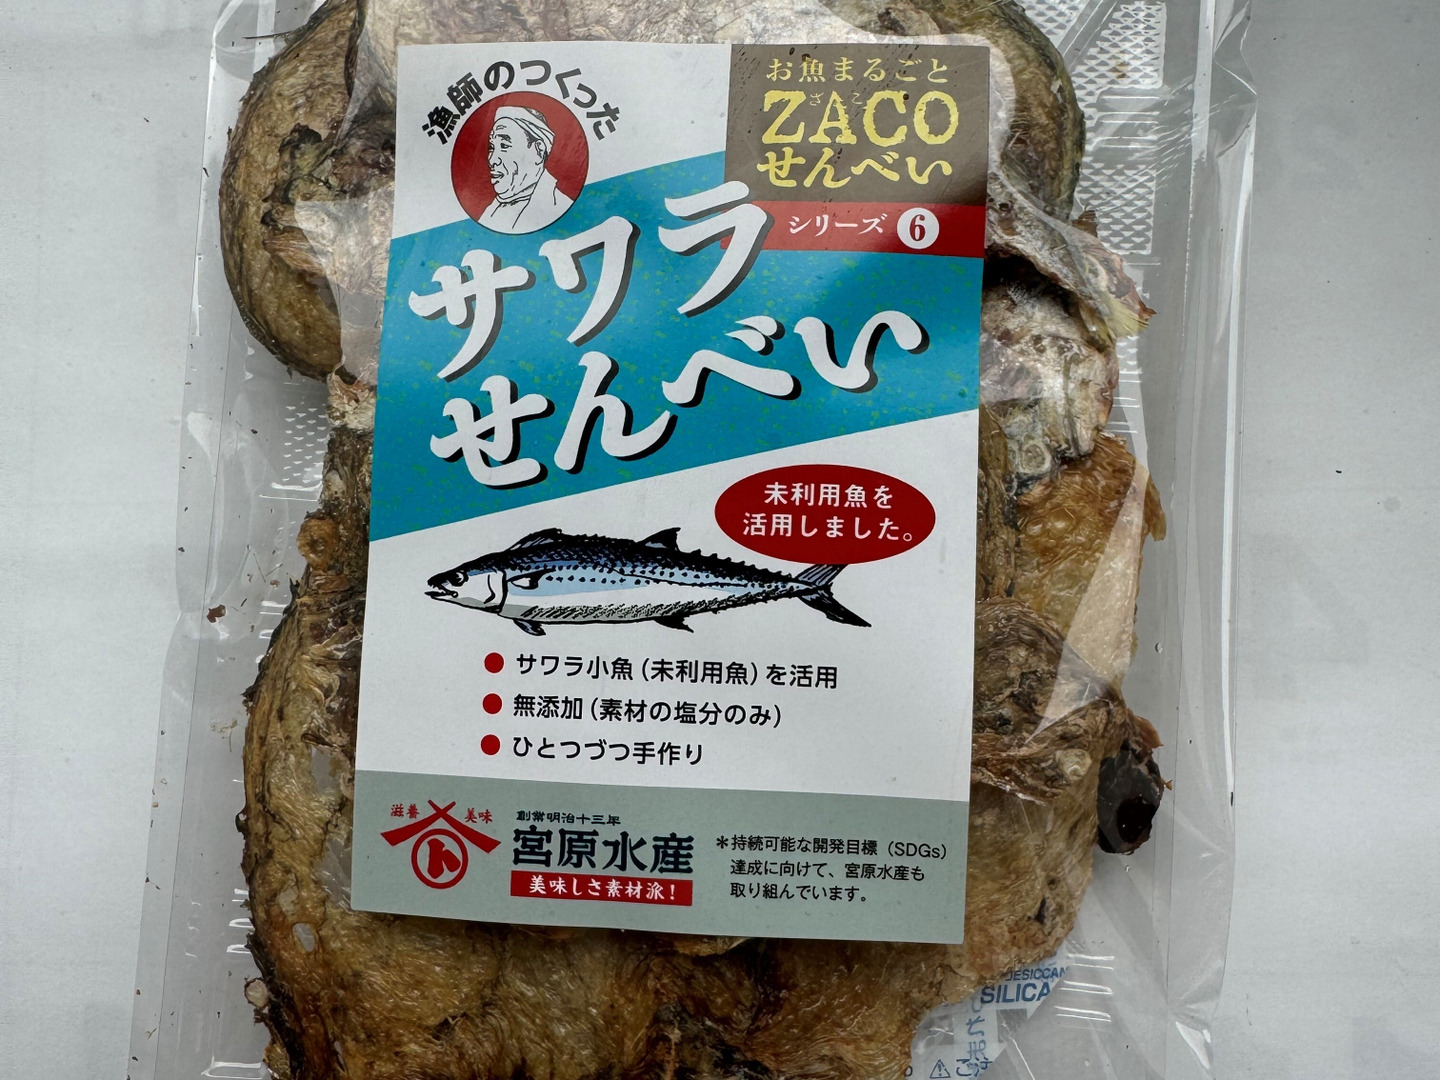 漁師のつくった
お魚まるごと
ざこ
ZACO
せんべい
シリーズ 6
サワラ
せんべい
未利用魚を
活用しました。
● サワラ小魚(未利用魚)を活用
● 無添加(素材の塩分のみ)
● ひとつづつ手作り
滋養 美味
ト
創業明治十三年
宮原水産
美味しさ素材派!
＊持続可能な開発目標(SDGs)
達成に向けて、宮原水産も
取り組んでいます。
DESICCAN
SILICA